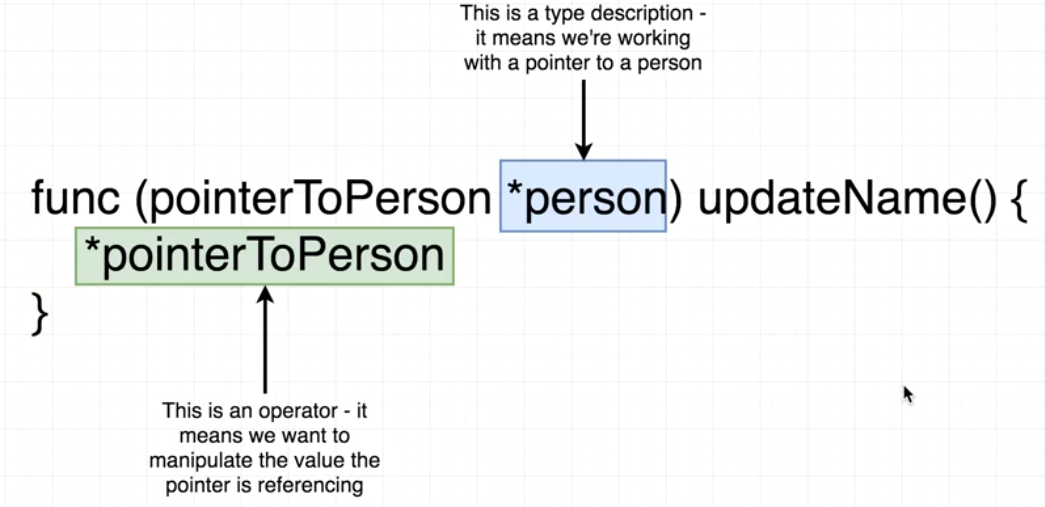 This is a type description -
it means we're working
with a pointer to a person
func (pointerToPerson *person) updateName() {
*pointerToPerson
}
This is an operator - it
means we want to
manipulate the value the
pointer is referencing